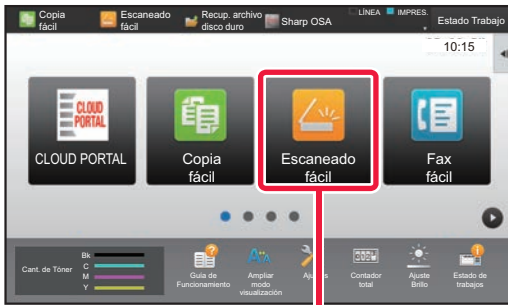 Copia fácil
Escaneado fácil
Recup. archivo disco duro
Sharp OSA
LÍNEA
IMPRES.
Estado Trabajo
10:15
CLOUD PORTAL
CLOUD PORTAL
Copia fácil
Escaneado fácil
Fax fácil
Cant. de Tóner
Bk
C
M
Y
Guía de Funcionamiento
Ampliar modo visualización
Ajustes
Contador total
Ajuste Brillo
Estado de trabajos